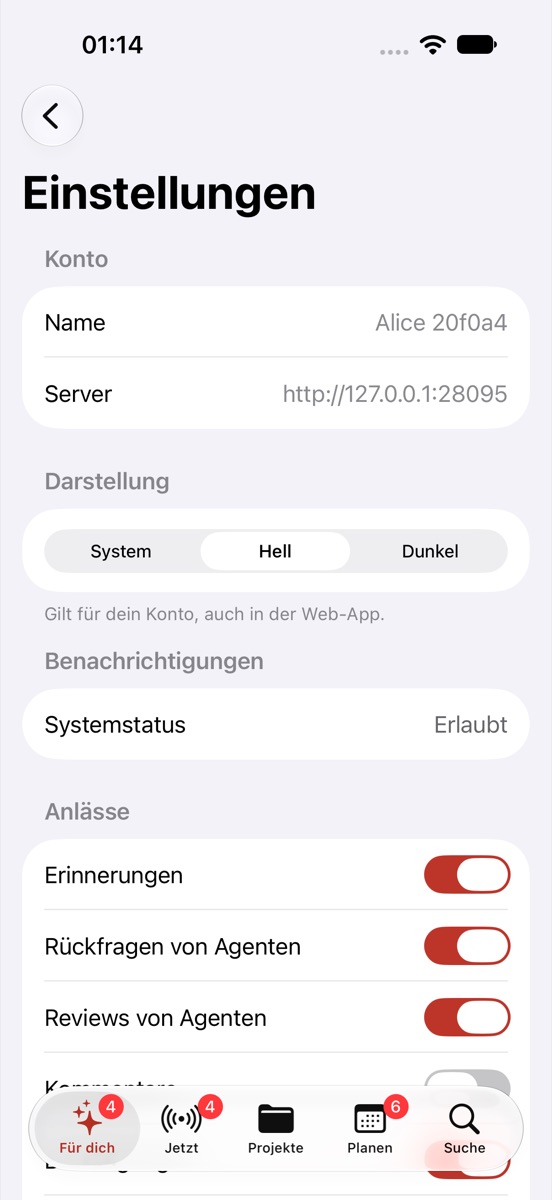 01:14
Einstellungen
Konto
Name Alice 20f0a4
Server http://127.0.0.1:28095
Darstellung
System Hell Dunkel
Gilt für dein Konto, auch in der Web-App.
Benachrichtigungen
Systemstatus Erlaubt
Anlässe
Erinnerungen
Rückfragen von Agenten
Reviews von Agenten
Kommentare
4 4 6
Für dich Jetzt Projekte Planen Suche